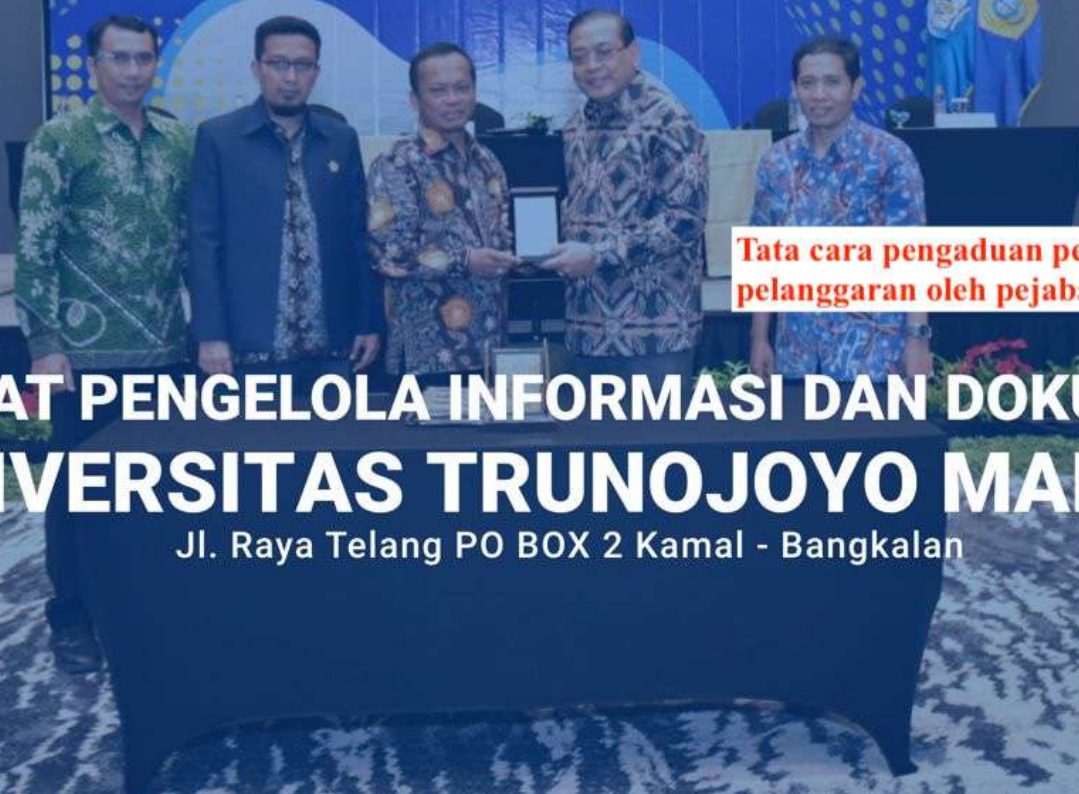 Tata cara pengaduan pe
pelanggaran oleh pejaba
AT PENGELOLA INFORMASI DAN DOKU
IVERSITAS TRUNOJOYO MA
Jl. Raya Telang PO BOX 2 Kamal - Bangkalan